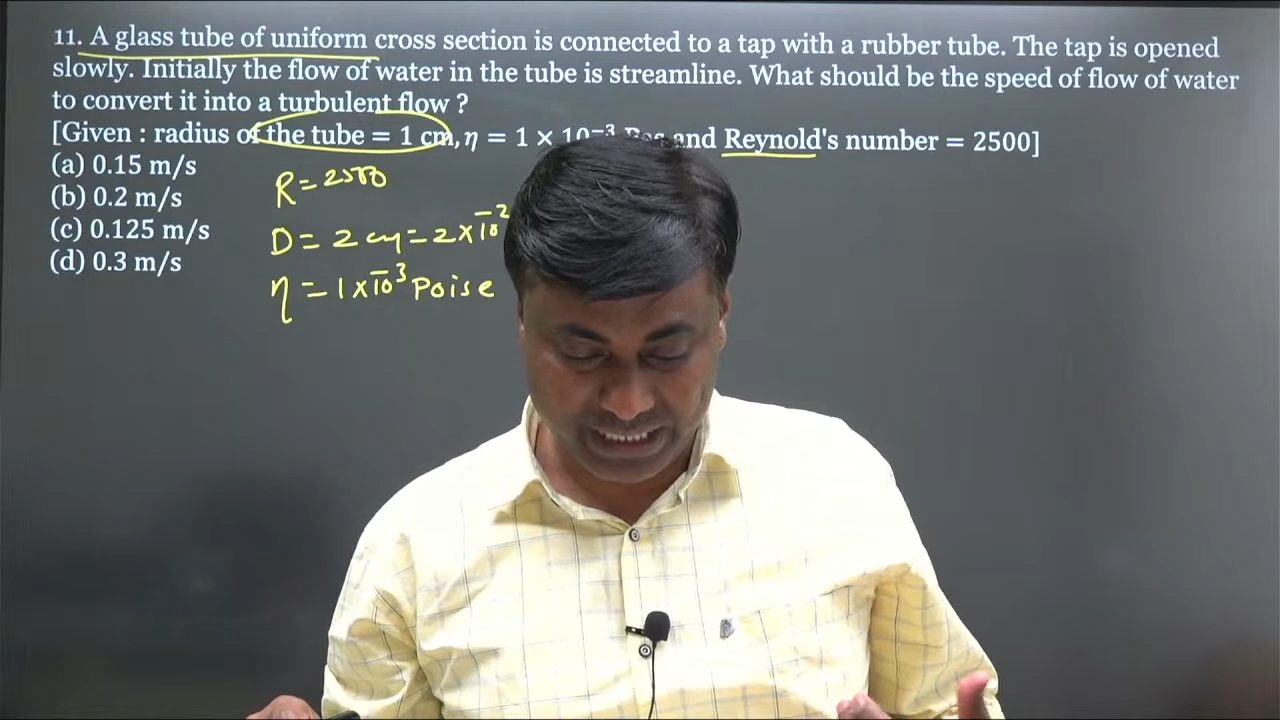 11. A glass tube of uniform cross section is connected to a tap with a rubber tube. The tap is opened
slowly. Initially the flow of water in the tube is streamline. What should be the speed of flow of water
to convert it into a turbulent flow ?
[Given : radius of the tube = 1 cm, η = 1 × 10⁻³ and Reynold's number = 2500]
(a) 0.15 m/s
(b) 0.2 m/s
(c) 0.125 m/s
(d) 0.3 m/s
R = 2500
D = 2 cm = 2×10⁻²
η = 1×10⁻³ Poise